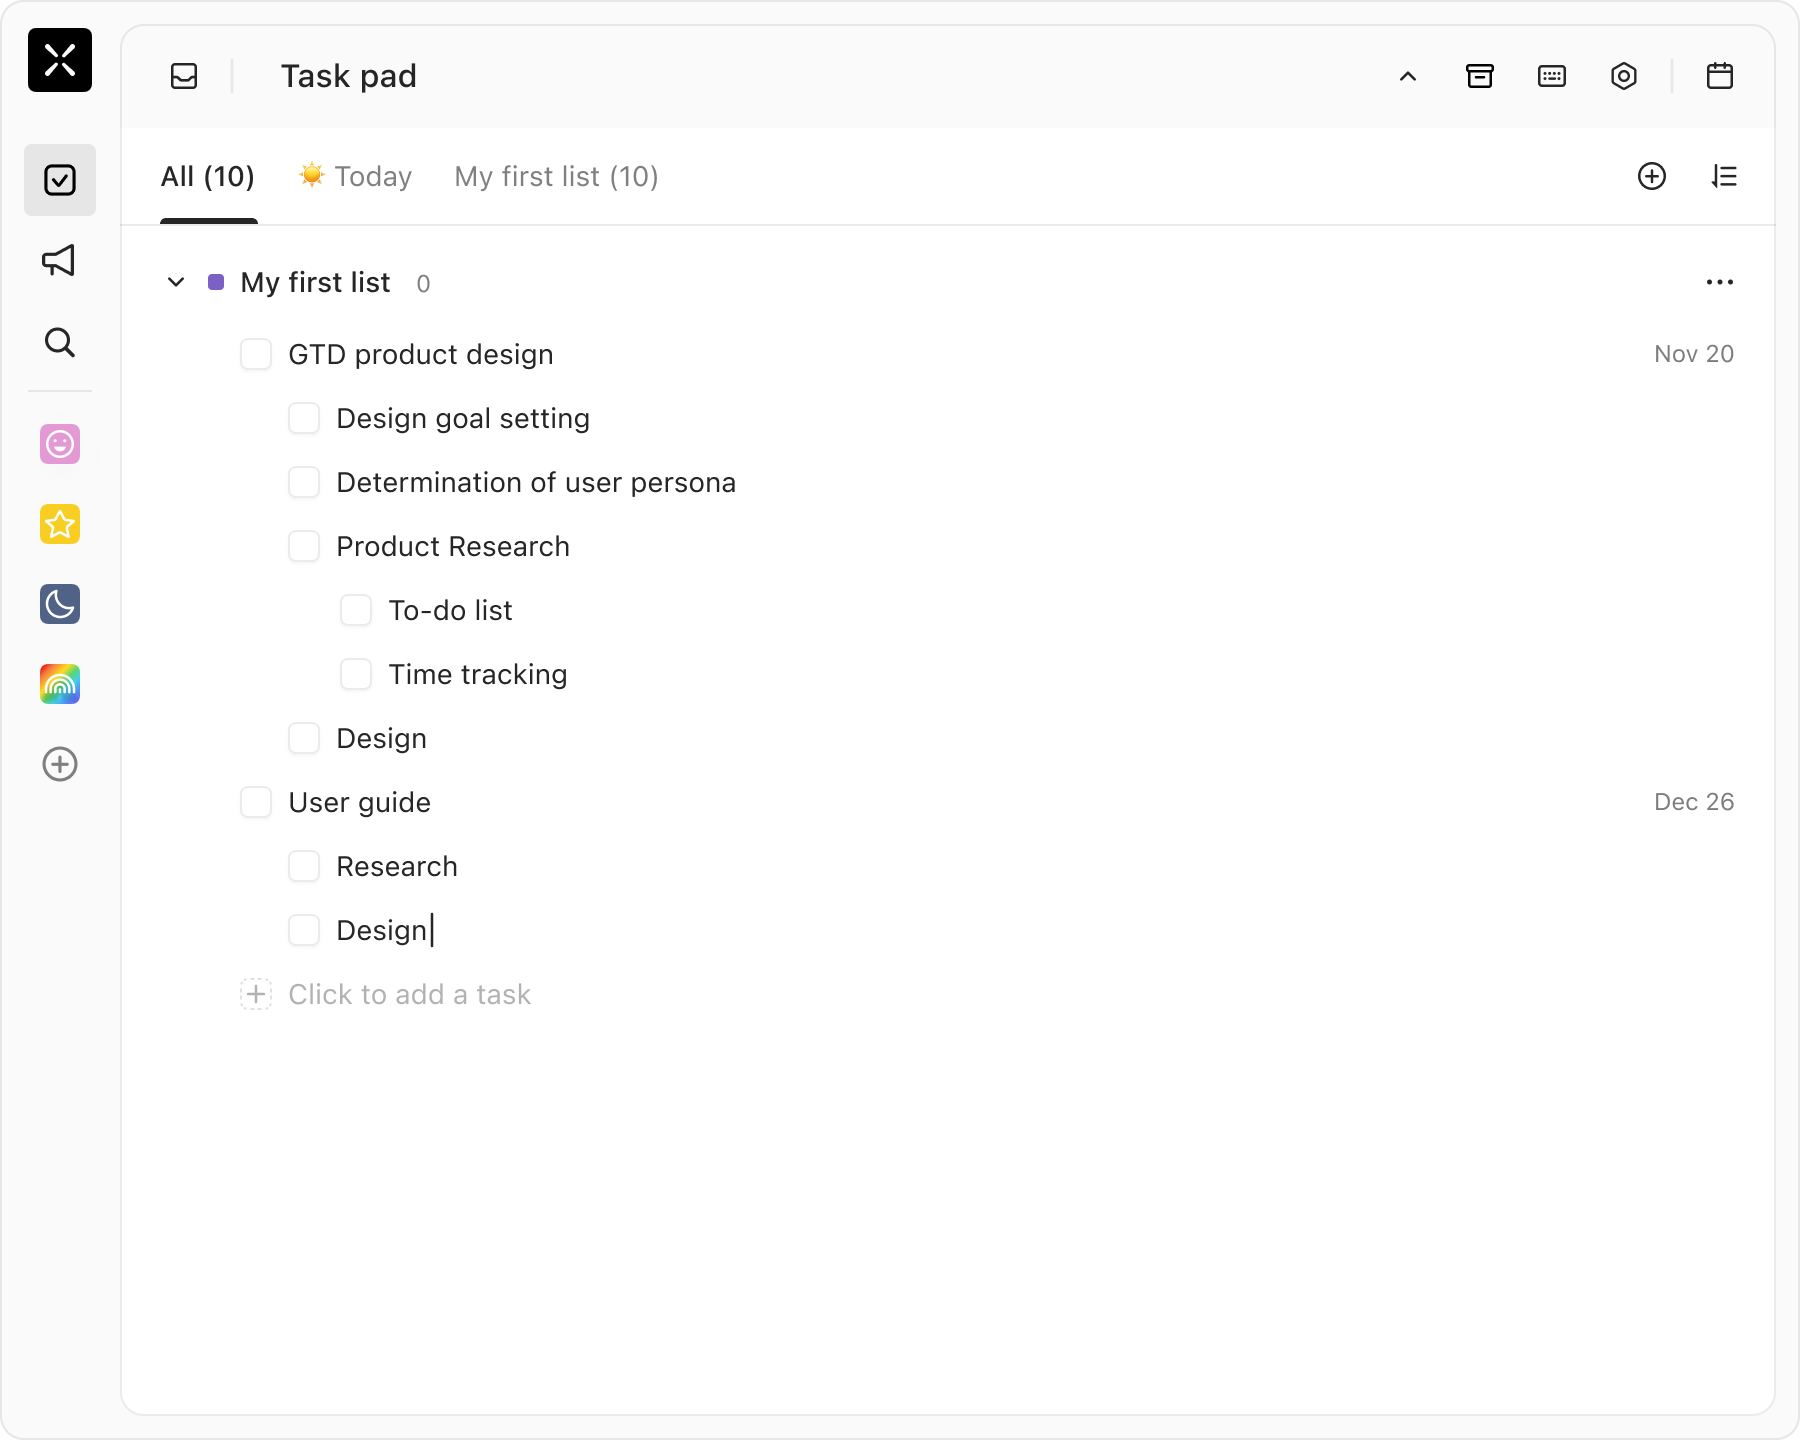 Task pad
All (10) Today My first list (10)
My first list 0
GTD product design Nov 20
Design goal setting
Determination of user persona
Product Research
To-do list
Time tracking
Design
User guide Dec 26
Research
Design
Click to add a task